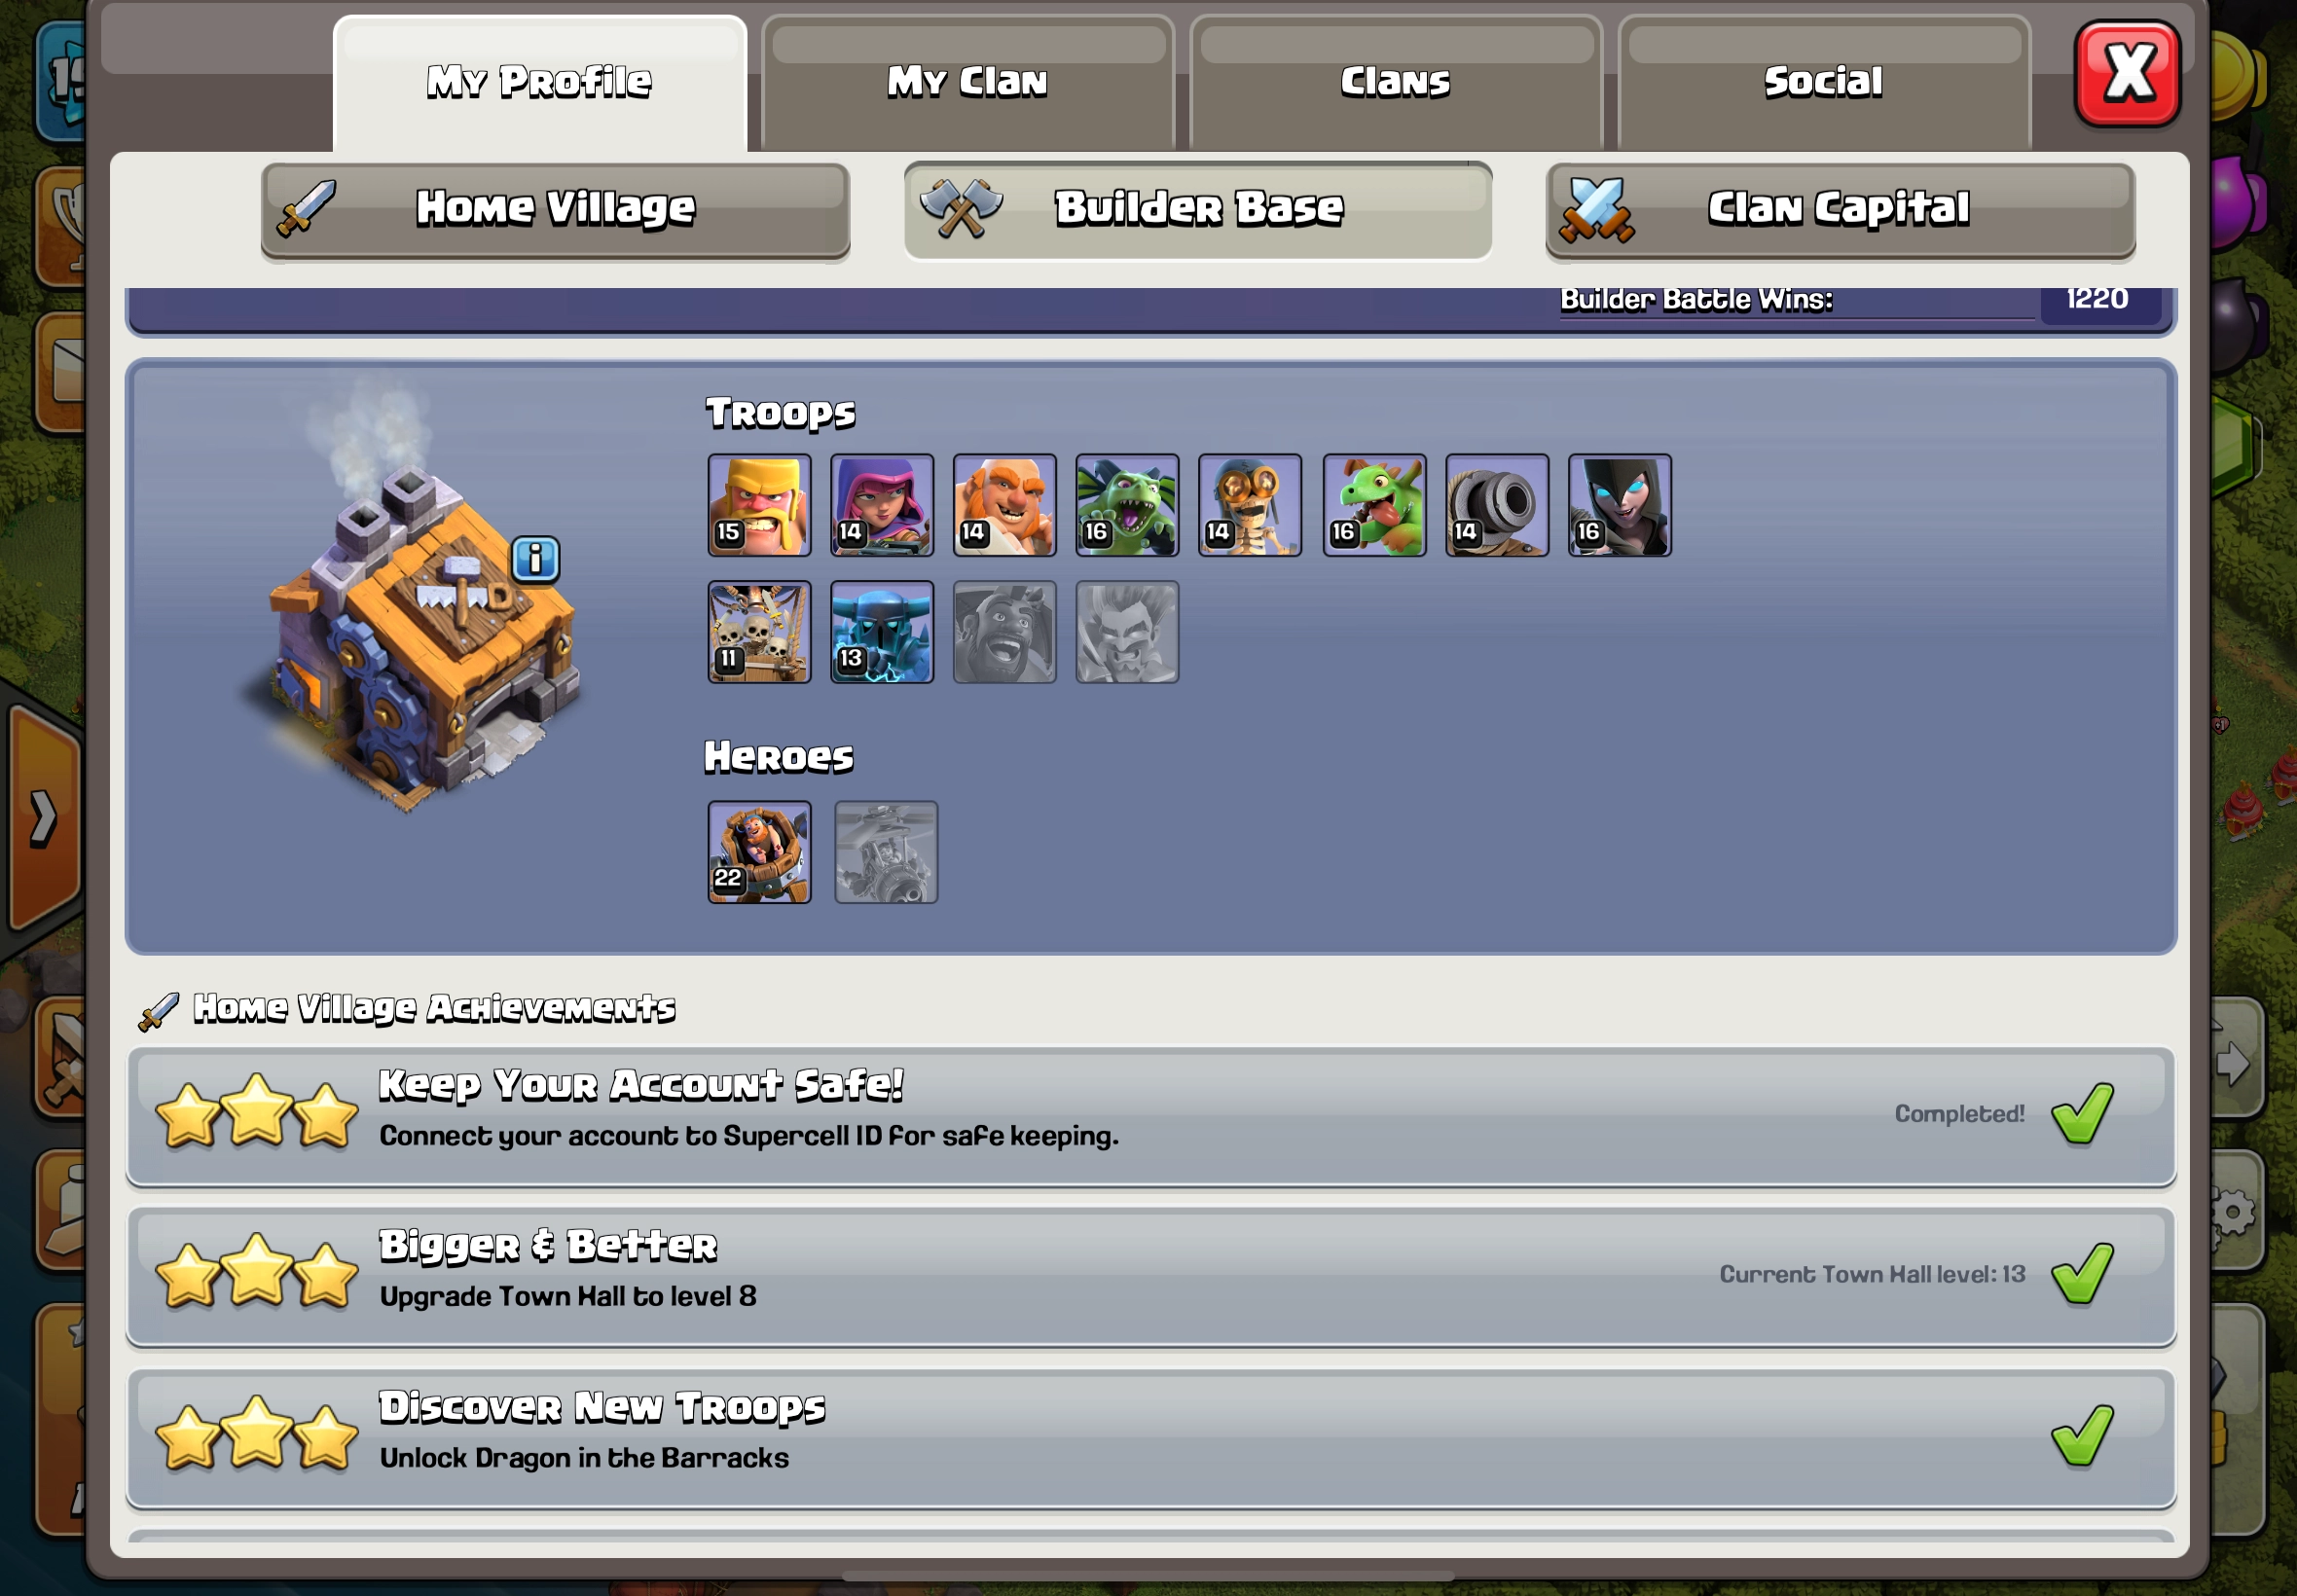 My Profile
My Clan
Clans
Social
X
Home Village
Builder Base
Clan Capital
Builder Battle Wins:
1220
Troops
15
14
14
16
14
16
14
16
11
13
Heroes
22
Home Village Achievements
Keep Your Account Safe!
Connect your account to Supercell ID for safe keeping.
Completed!
Bigger & Better
Upgrade Town Hall to level 8
Current Town Hall level: 13
Discover New Troops
Unlock Dragon in the Barracks